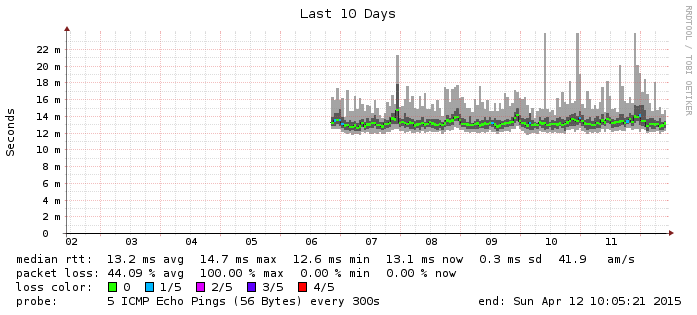 Last 10 Days
RRDTOOL / TOBI OETIKER
Seconds
22 m
20 m
18 m
16 m
14 m
12 m
10 m
8 m
6 m
4 m
2 m
0
02 03 04 05 06 07 08 09 10 11
median rtt: 13.2 ms avg 14.7 ms max 12.6 ms min 13.1 ms now 0.3 ms sd 41.9 am/s
packet loss: 44.09 % avg 100.00 % max 0.00 % min 0.00 % now
loss color: 0 1/5 2/5 3/5 4/5
probe: 5 ICMP Echo Pings (56 Bytes) every 300s end: Sun Apr 12 10:05:21 2015